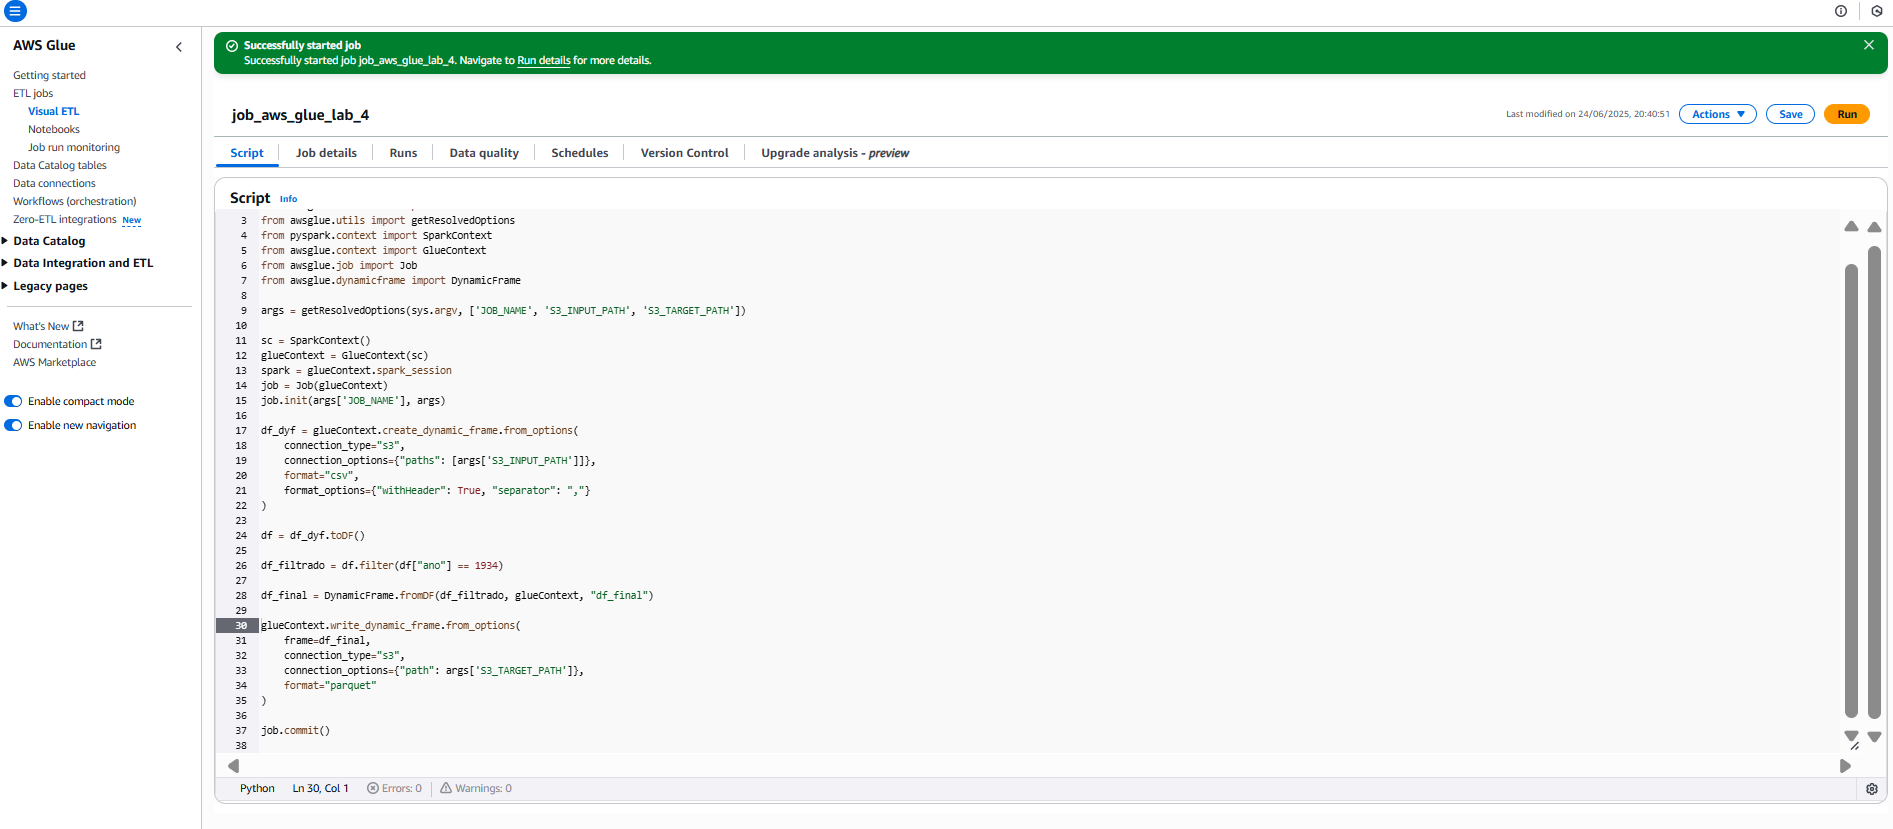 AWS Glue
Getting started
ETL jobs
Visual ETL
Notebooks
Job run monitoring
Data Catalog tables
Data connections
Workflows (orchestration)
Zero-ETL integrations New
Data Catalog
Data Integration and ETL
Legacy pages
What's New
Documentation
AWS Marketplace
Enable compact mode
Enable new navigation
Successfully started job
Successfully started job job_aws_glue_lab_4. Navigate to Run details for more details.
job_aws_glue_lab_4
Last modified on 24/06/2025, 20:40:51
Actions
Save
Run
Script Job details Runs Data quality Schedules Version Control Upgrade analysis - preview
Script Info
3 from awsglue.utils import getResolvedOptions
4 from pyspark.context import SparkContext
5 from awsglue.context import GlueContext
6 from awsglue.job import Job
7 from awsglue.dynamicframe import DynamicFrame
8
9 args = getResolvedOptions(sys.argv, ['JOB_NAME', 'S3_INPUT_PATH', 'S3_TARGET_PATH'])
10
11 sc = SparkContext()
12 glueContext = GlueContext(sc)
13 spark = glueContext.spark_session
14 job = Job(glueContext)
15 job.init(args['JOB_NAME'], args)
16
17 df_dyf = glueContext.create_dynamic_frame.from_options(
18     connection_type="s3",
19     connection_options={"paths": [args['S3_INPUT_PATH']]},
20     format="csv",
21     format_options={"withHeader": True, "separator": ","}
22 )
23
24 df = df_dyf.toDF()
25
26 df_filtrado = df.filter(df["ano"] == 1934)
27
28 df_final = DynamicFrame.fromDF(df_filtrado, glueContext, "df_final")
29
30 glueContext.write_dynamic_frame.from_options(
31     frame=df_final,
32     connection_type="s3",
33     connection_options={"path": args['S3_TARGET_PATH']},
34     format="parquet"
35 )
36
37 job.commit()
38
Python Ln 30, Col 1 Errors: 0 Warnings: 0